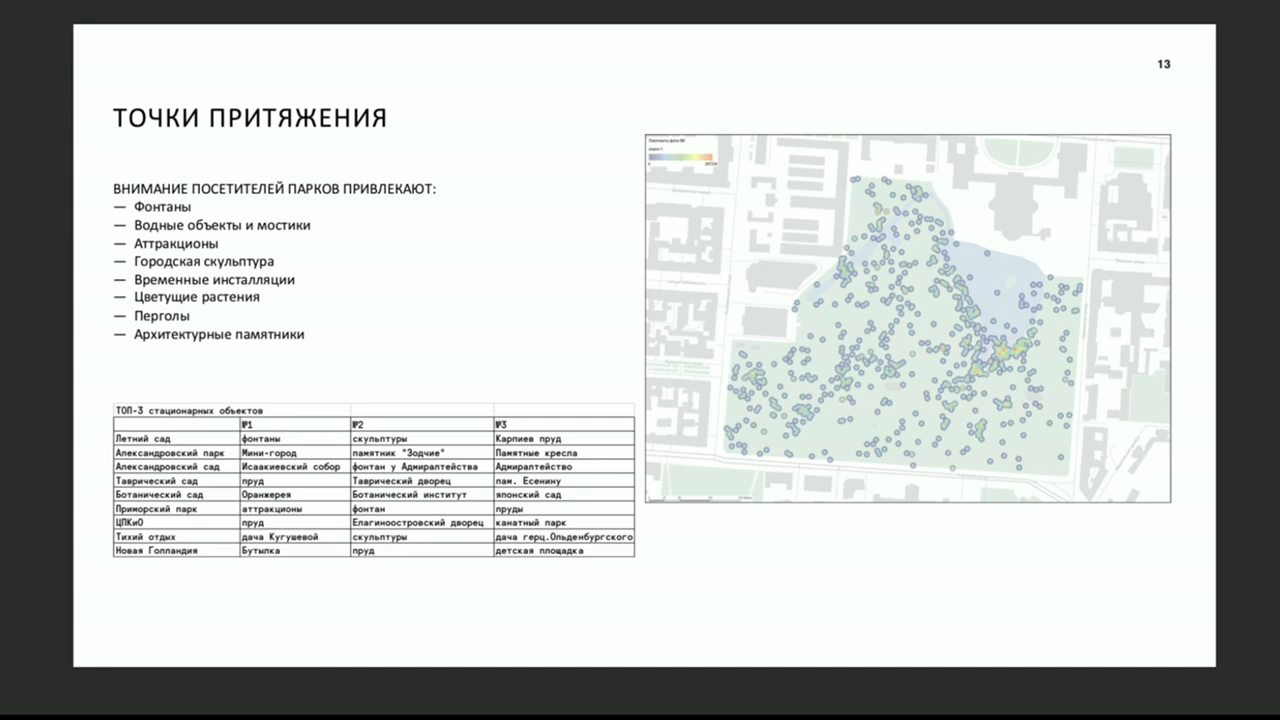 13
ТОЧКИ ПРИТЯЖЕНИЯ
ВНИМАНИЕ ПОСЕТИТЕЛЕЙ ПАРКОВ ПРИВЛЕКАЮТ:
— Фонтаны
— Водные объекты и мостики
— Аттракционы
— Городская скульптура
— Временные инсталляции
— Цветущие растения
— Перголы
— Архитектурные памятники
ТОП-3 стационарных объектов
№1 №2 №3
Летний сад фонтаны скульптуры Карпиев пруд
Александровский парк Мини-город памятник "Зодчие" Памятные кресла
Александровский сад Исаакиевский собор фонтан у Адмиралтейства Адмиралтейство
Таврический сад пруд Таврический дворец пам. Есенину
Ботанический сад Оранжерея Ботанический институт японский сад
Приморский парк аттракционы фонтан пруды
ЦПКиО пруд Елагиноостровский дворец канатный парк
Тихий отдых дача Кугушевой скульптуры дача герц.Ольденбургского
Новая Голландия Бутылка пруд детская площадка